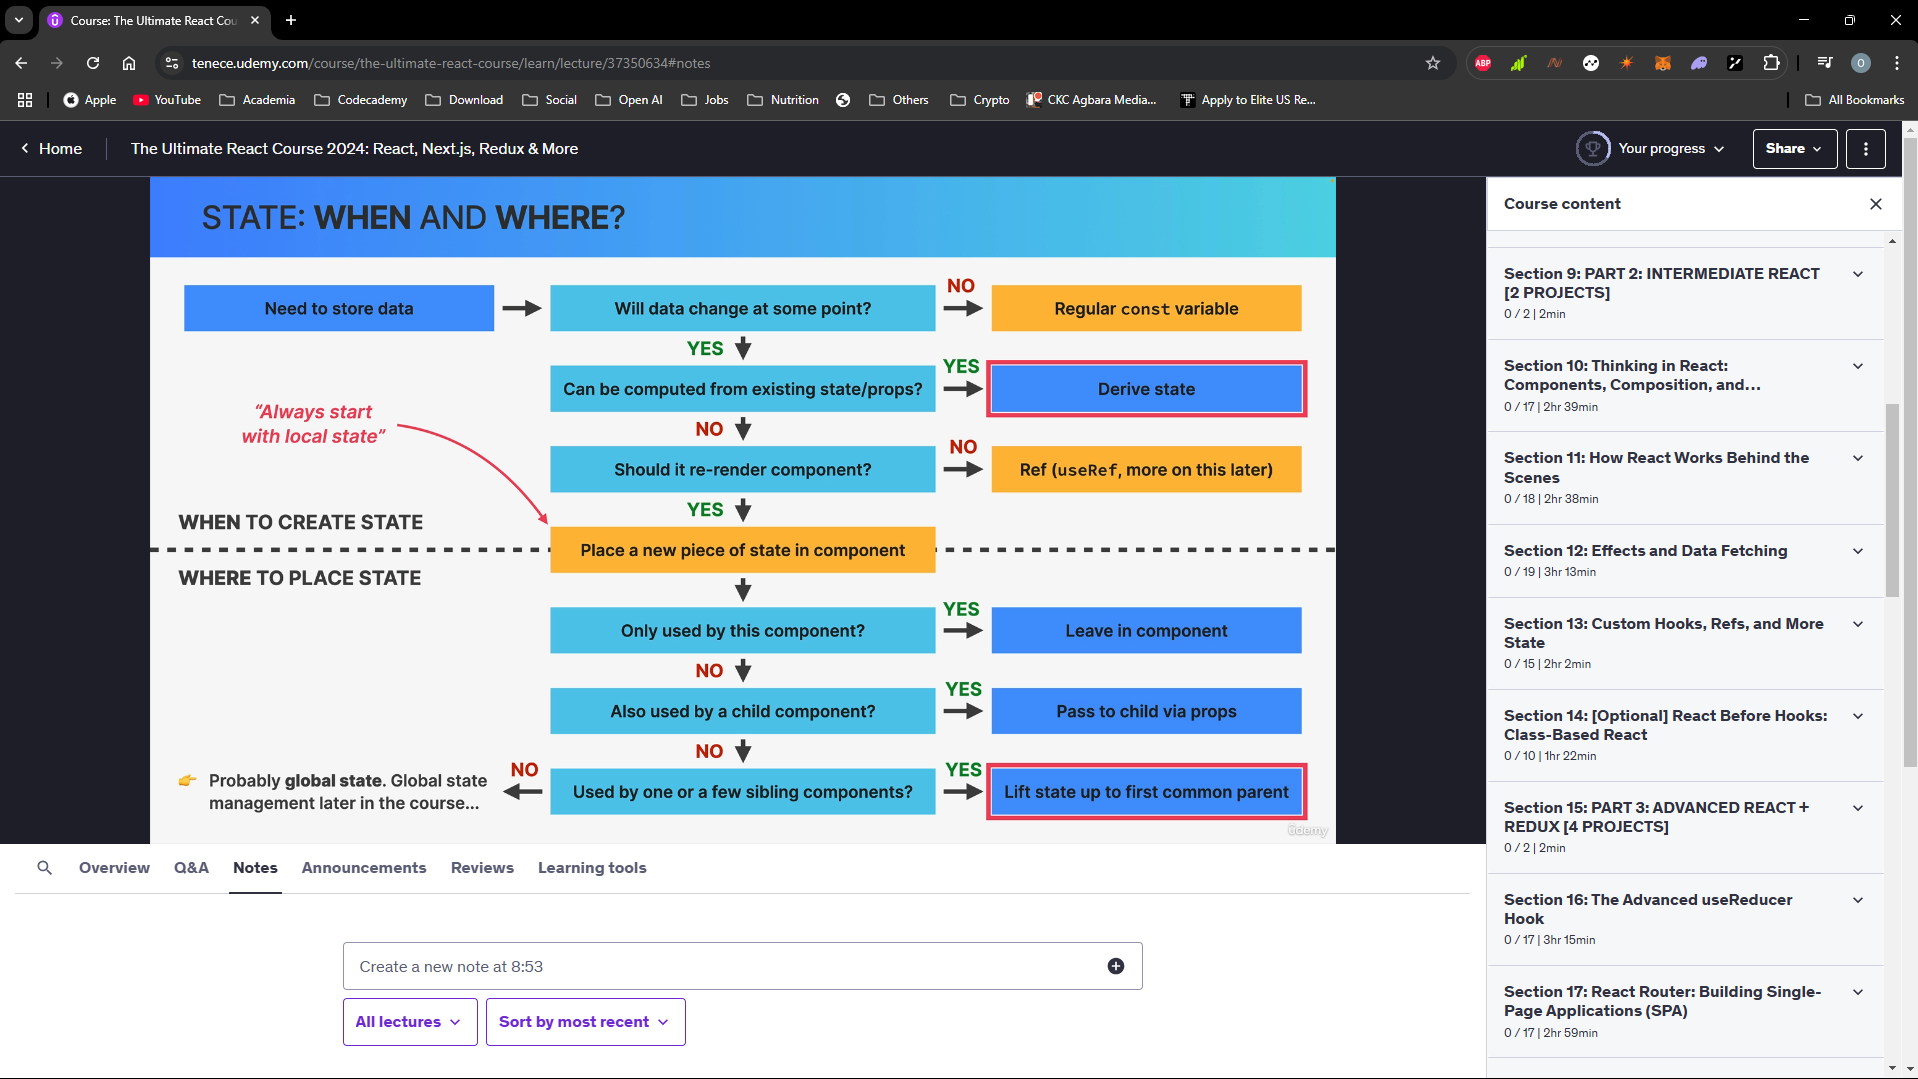 Course: The Ultimate React Cou
tenece.udemy.com/course/the-ultimate-react-course/learn/lecture/37350634#notes
ABP
O
Apple
YouTube
Academia
Codecademy
Download
Social
Open AI
Jobs
Nutrition
Others
Crypto
CKC Agbara Media...
Apply to Elite US Re...
All Bookmarks
Home
The Ultimate React Course 2024: React, Next.js, Redux & More
Your progress
Share
STATE: WHEN AND WHERE?
Need to store data
Will data change at some point?
NO
Regular const variable
YES
Can be computed from existing state/props?
YES
Derive state
"Always start
with local state"
NO
Should it re-render component?
NO
Ref (useRef, more on this later)
YES
WHEN TO CREATE STATE
Place a new piece of state in component
WHERE TO PLACE STATE
Only used by this component?
YES
Leave in component
NO
Also used by a child component?
YES
Pass to child via props
NO
Used by one or a few sibling components?
YES
Lift state up to first common parent
NO
👉 Probably global state. Global state
management later in the course...
ûdemy
Overview
Q&A
Notes
Announcements
Reviews
Learning tools
Create a new note at 8:53
All lectures
Sort by most recent
Course content
Section 9: PART 2: INTERMEDIATE REACT
[2 PROJECTS]
0 / 2 | 2min
Section 10: Thinking in React:
Components, Composition, and...
0 / 17 | 2hr 39min
Section 11: How React Works Behind the
Scenes
0 / 18 | 2hr 38min
Section 12: Effects and Data Fetching
0 / 19 | 3hr 13min
Section 13: Custom Hooks, Refs, and More
State
0 / 15 | 2hr 2min
Section 14: [Optional] React Before Hooks:
Class-Based React
0 / 10 | 1hr 22min
Section 15: PART 3: ADVANCED REACT +
REDUX [4 PROJECTS]
0 / 2 | 2min
Section 16: The Advanced useReducer
Hook
0 / 17 | 3hr 15min
Section 17: React Router: Building Single-
Page Applications (SPA)
0 / 17 | 2hr 59min